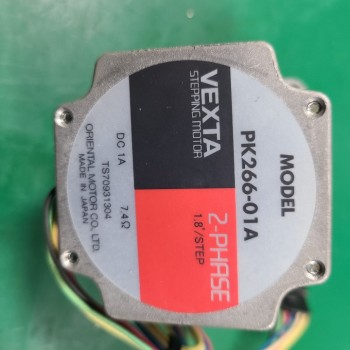 MODEL
PK266-01A
2-PHASE
1.8°/STEP
VEXTA
STEPPING MOTOR
DC 1A
7.4Ω
TS70931304
ORIENTAL MOTOR CO., LTD.
MADE IN JAPAN